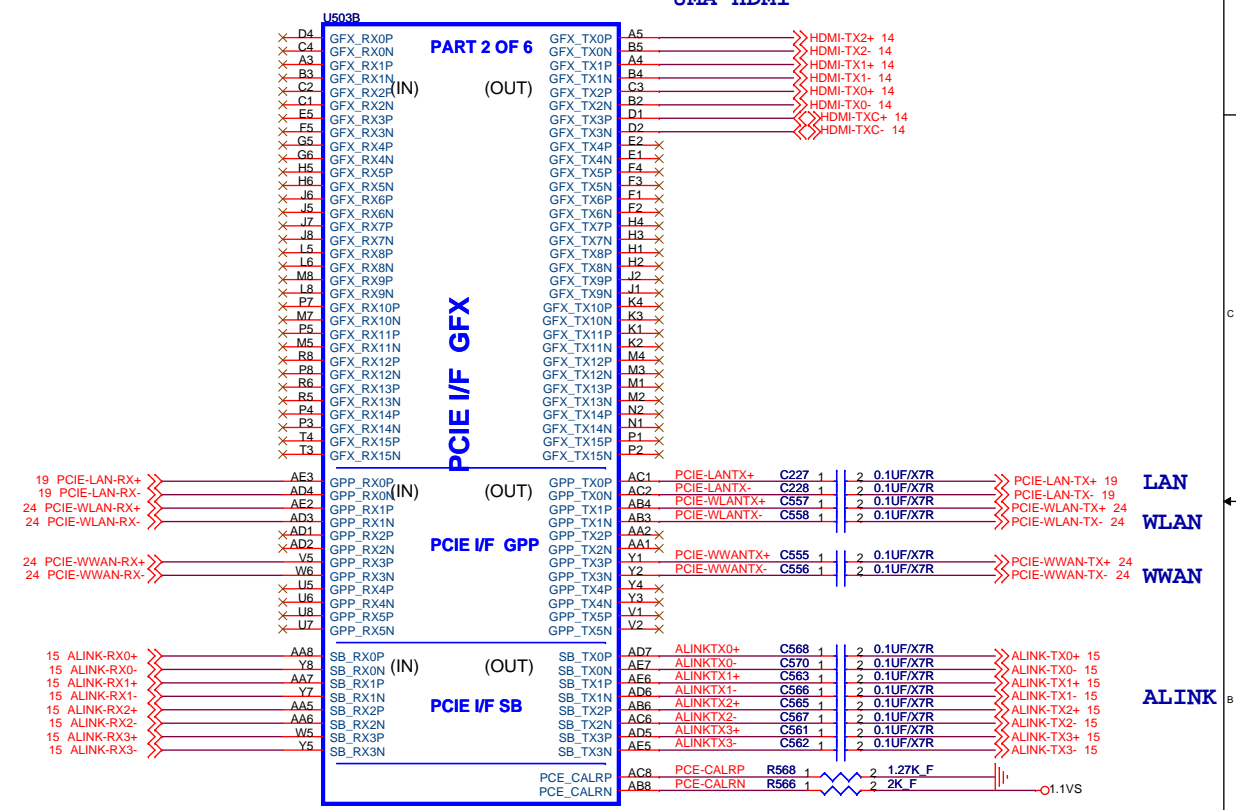 UMA HDMI
U503B
PART 2 OF 6
(IN) (OUT)
D4 GFX_RX0P GFX_TX0P A5 HDMI-TX2+ 14
C4 GFX_RX0N GFX_TX0N B5 HDMI-TX2- 14
A3 GFX_RX1P GFX_TX1P A4 HDMI-TX1+ 14
B3 GFX_RX1N GFX_TX1N B4 HDMI-TX1- 14
C2 GFX_RX2P GFX_TX2P C3 HDMI-TX0+ 14
C1 GFX_RX2N GFX_TX2N B2 HDMI-TX0- 14
E5 GFX_RX3P GFX_TX3P D1 HDMI-TXC+ 14
F5 GFX_RX3N GFX_TX3N D2 HDMI-TXC- 14
G5 GFX_RX4P GFX_TX4P E2
G6 GFX_RX4N GFX_TX4N E1
H5 GFX_RX5P GFX_TX5P F4
H6 GFX_RX5N GFX_TX5N F3
J6 GFX_RX6P GFX_TX6P F1
J5 GFX_RX6N GFX_TX6N F2
J7 GFX_RX7P GFX_TX7P H4
J8 GFX_RX7N GFX_TX7N H3
L5 GFX_RX8P GFX_TX8P H1
L6 GFX_RX8N GFX_TX8N H2
M8 GFX_RX9P GFX_TX9P J2
L8 GFX_RX9N GFX_TX9N J1
P7 GFX_RX10P GFX_TX10P K4
M7 GFX_RX10N GFX_TX10N K3
P5 GFX_RX11P GFX_TX11P K1
M5 GFX_RX11N GFX_TX11N K2
R8 GFX_RX12P GFX_TX12P M4
P8 GFX_RX12N GFX_TX12N M3
R6 GFX_RX13P GFX_TX13P M1
R5 GFX_RX13N GFX_TX13N M2
P4 GFX_RX14P GFX_TX14P N2
P3 GFX_RX14N GFX_TX14N N1
T4 GFX_RX15P GFX_TX15P P1
T3 GFX_RX15N GFX_TX15N P2
PCIE I/F GFX
C
19 PCIE-LAN-RX+ AE3 GPP_RX0P GPP_TX0P AC1 PCIE-LANTX+ C227 1 2 0.1UF/X7R PCIE-LAN-TX+ 19
LAN
19 PCIE-LAN-RX- AD4 GPP_RX0N (IN) (OUT) GPP_TX0N AC2 PCIE-LANTX- C228 1 2 0.1UF/X7R PCIE-LAN-TX- 19
24 PCIE-WLAN-RX+ AE2 GPP_RX1P GPP_TX1P AB4 PCIE-WLANTX+ C557 1 2 0.1UF/X7R PCIE-WLAN-TX+ 24
24 PCIE-WLAN-RX- AD3 GPP_RX1N GPP_TX1N AB3 PCIE-WLANTX- C558 1 2 0.1UF/X7R PCIE-WLAN-TX- 24
WLAN
AD1 GPP_RX2P GPP_TX2P AA2
AD2 GPP_RX2N GPP_TX2N AA1
PCIE I/F GPP
24 PCIE-WWAN-RX+ V5 GPP_RX3P GPP_TX3P Y1 PCIE-WWANTX+ C555 1 2 0.1UF/X7R PCIE-WWAN-TX+ 24
24 PCIE-WWAN-RX- W6 GPP_RX3N GPP_TX3N Y2 PCIE-WWANTX- C556 1 2 0.1UF/X7R PCIE-WWAN-TX- 24
WWAN
U5 GPP_RX4P GPP_TX4P Y4
U6 GPP_RX4N GPP_TX4N Y3
U8 GPP_RX5P GPP_TX5P V1
U7 GPP_RX5N GPP_TX5N V2
15 ALINK-RX0+ AA8 SB_RX0P SB_TX0P AD7 ALINKTX0+ C568 1 2 0.1UF/X7R ALINK-TX0+ 15
15 ALINK-RX0- Y8 SB_RX0N (IN) (OUT) SB_TX0N AE7 ALINKTX0- C570 1 2 0.1UF/X7R ALINK-TX0- 15
15 ALINK-RX1+ AA7 SB_RX1P SB_TX1P AE6 ALINKTX1+ C563 1 2 0.1UF/X7R ALINK-TX1+ 15
15 ALINK-RX1- Y7 SB_RX1N SB_TX1N AD6 ALINKTX1- C566 1 2 0.1UF/X7R ALINK-TX1- 15
ALINK
B
15 ALINK-RX2+ AA5 SB_RX2P PCIE I/F SB SB_TX2P AB6 ALINKTX2+ C565 1 2 0.1UF/X7R ALINK-TX2+ 15
15 ALINK-RX2- AA6 SB_RX2N SB_TX2N AC6 ALINKTX2- C567 1 2 0.1UF/X7R ALINK-TX2- 15
15 ALINK-RX3+ W5 SB_RX3P SB_TX3P AD5 ALINKTX3+ C561 1 2 0.1UF/X7R ALINK-TX3+ 15
15 ALINK-RX3- Y5 SB_RX3N SB_TX3N AE5 ALINKTX3- C562 1 2 0.1UF/X7R ALINK-TX3- 15
PCE_CALRP AC8 PCE-CALRP R568 1 2 1.27K_F
PCE_CALRN AB8 PCE-CALRN R566 1 2 2K_F 1.1VS